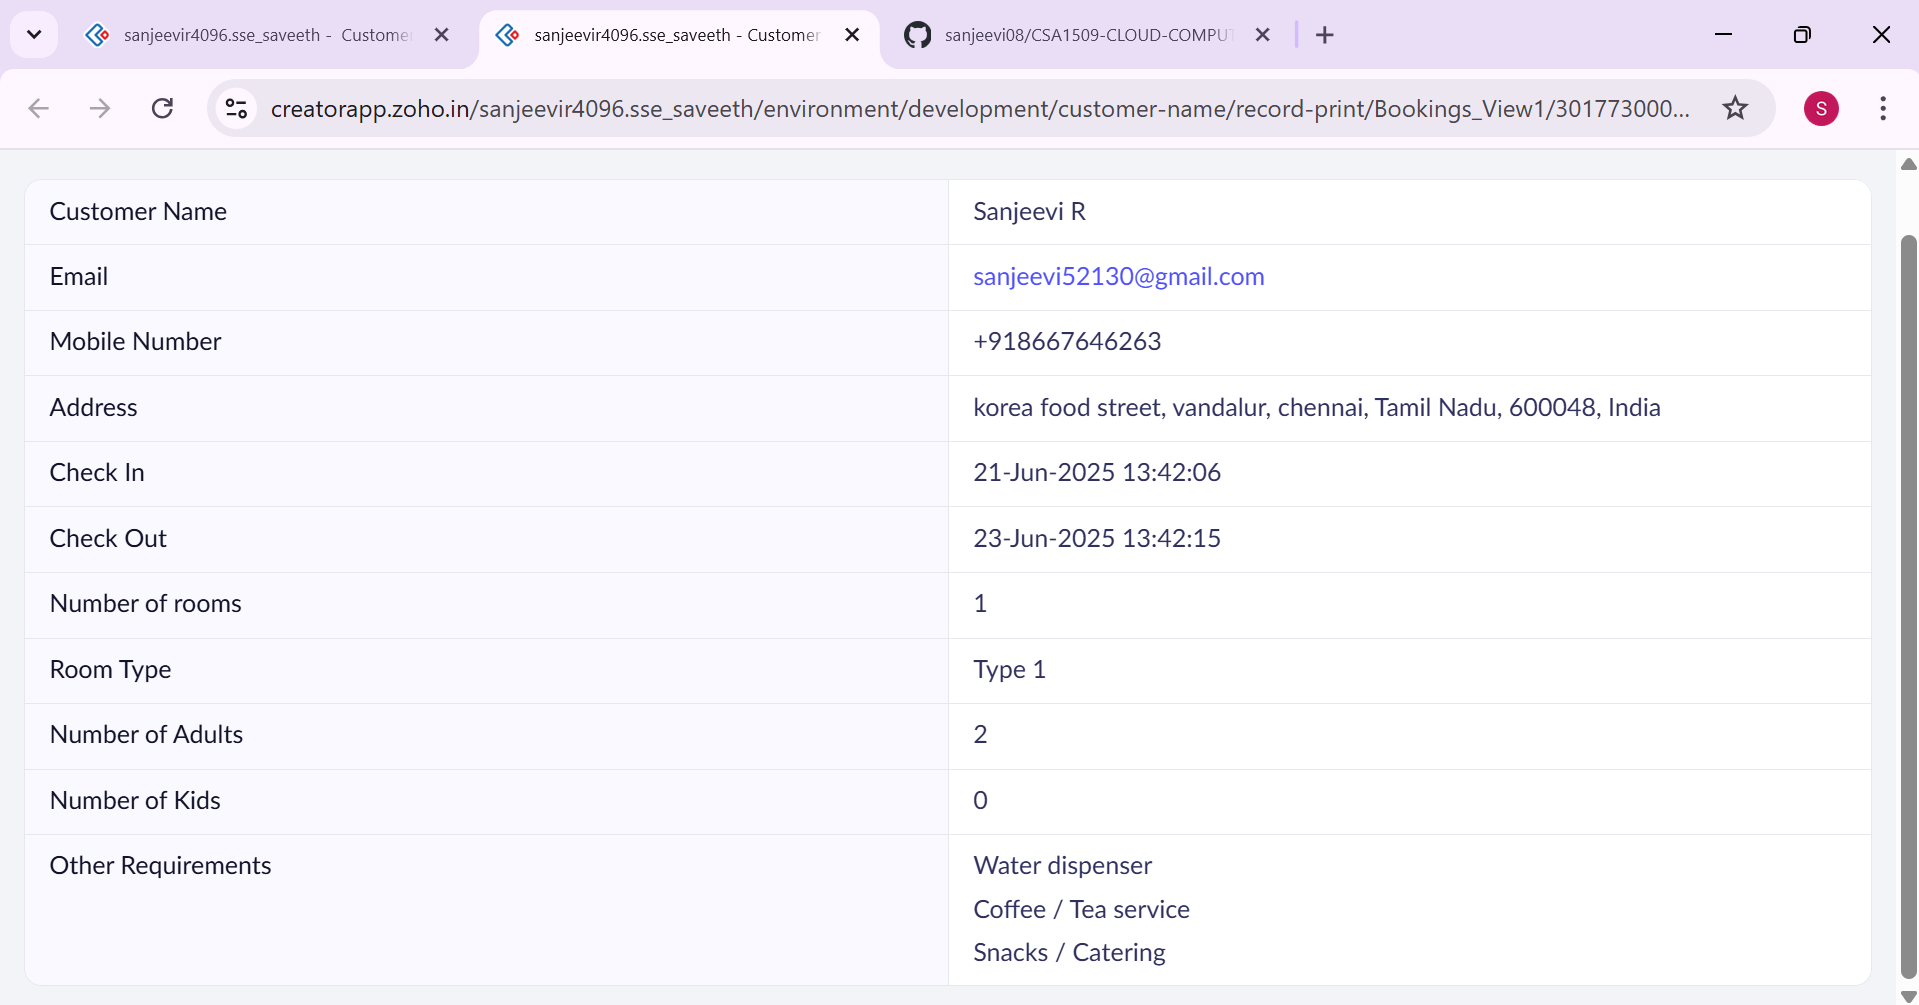 sanjeevir4096.sse_saveeth - Custome
sanjeevir4096.sse_saveeth - Customer
sanjeevi08/CSA1509-CLOUD-COMPU
creatorapp.zoho.in/sanjeevir4096.sse_saveeth/environment/development/customer-name/record-print/Bookings_View1/301773000...
S
Customer Name Sanjeevi R
Email sanjeevi52130@gmail.com
Mobile Number +918667646263
Address korea food street, vandalur, chennai, Tamil Nadu, 600048, India
Check In 21-Jun-2025 13:42:06
Check Out 23-Jun-2025 13:42:15
Number of rooms 1
Room Type Type 1
Number of Adults 2
Number of Kids 0
Other Requirements Water dispenser
Coffee / Tea service
Snacks / Catering